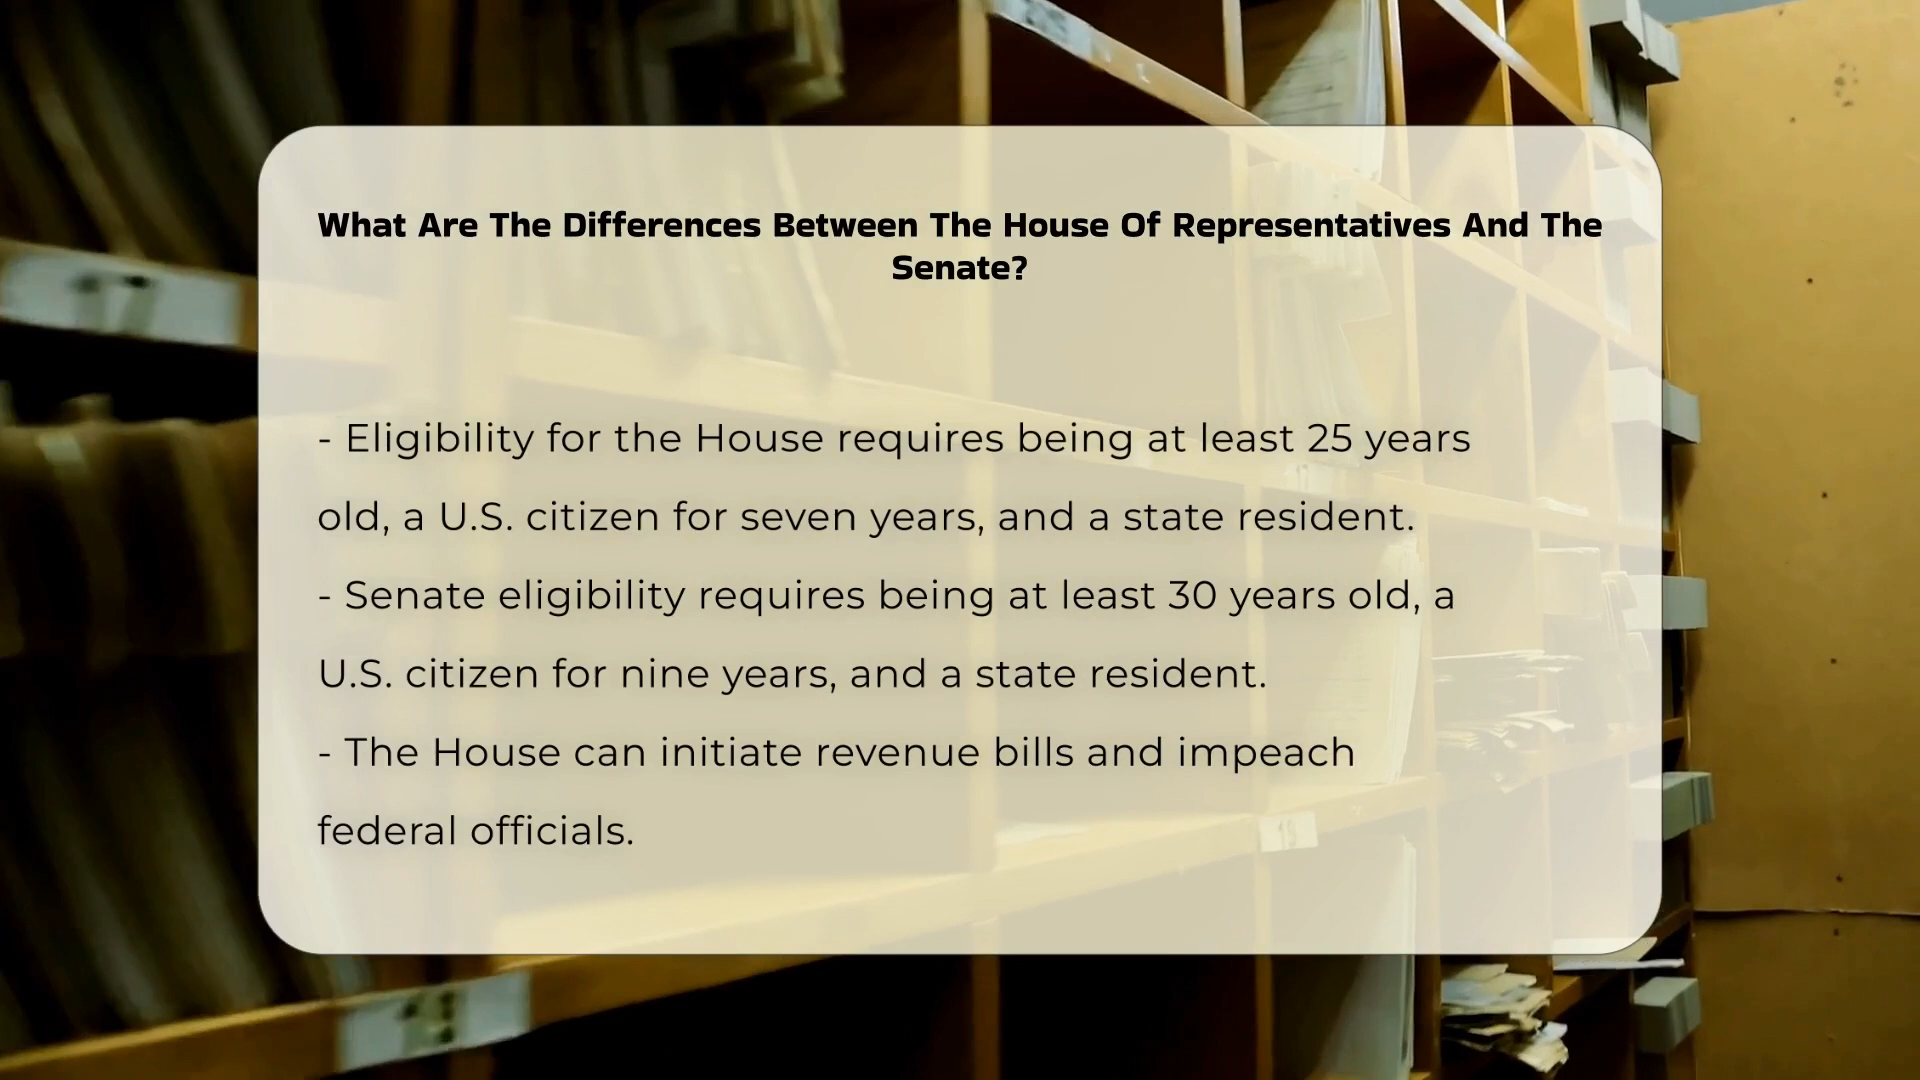 What Are The Differences Between The House Of Representatives And The
Senate?
- Eligibility for the House requires being at least 25 years
old, a U.S. citizen for seven years, and a state resident.
- Senate eligibility requires being at least 30 years old, a
U.S. citizen for nine years, and a state resident.
- The House can initiate revenue bills and impeach
federal officials.